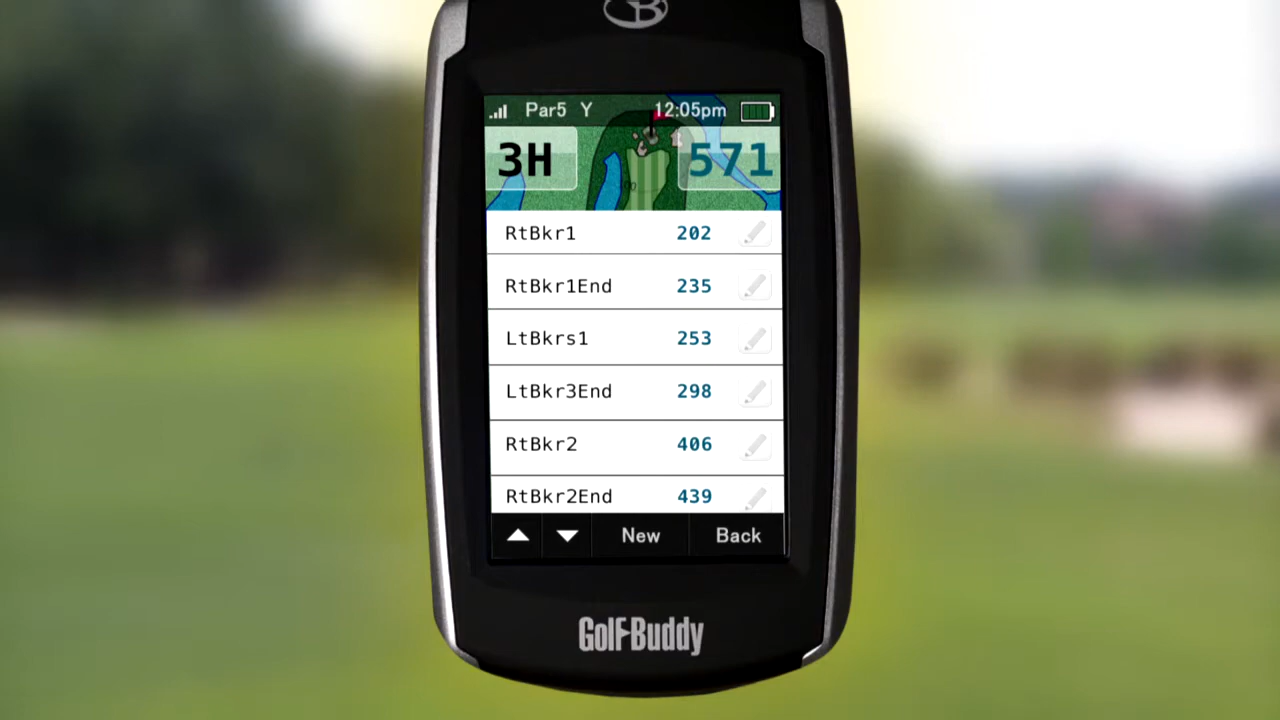 Par5 Y 12:05pm
3H 571
RtBkr1 202
RtBkr1End 235
LtBkrs1 253
LtBkr3End 298
RtBkr2 406
RtBkr2End 439
New Back
GolfBuddy